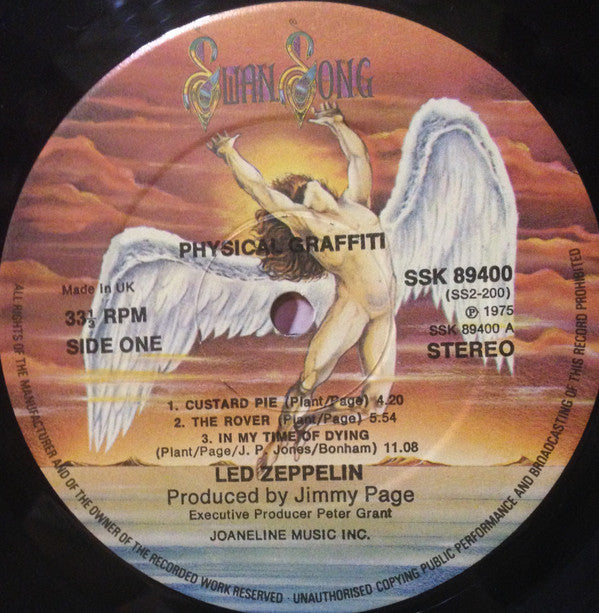 SWAN SONG
PHYSICAL GRAFFITI
Made in UK
33⅓ RPM
SIDE ONE
SSK 89400
(SS2-200)
℗ 1975
SSK 89400 A
STEREO
1. CUSTARD PIE (Plant/Page) 4.20
2. THE ROVER (Plant/Page) 5.54
3. IN MY TIME OF DYING
(Plant/Page/J. P. Jones/Bonham) 11.08
LED ZEPPELIN
Produced by Jimmy Page
Executive Producer Peter Grant
JOANELINE MUSIC INC.
ALL RIGHTS OF THE MANUFACTURER AND OF THE OWNER OF THE RECORDED WORK RESERVED · UNAUTHORISED COPYING PUBLIC PERFORMANCE AND BROADCASTING OF THIS RECORD PROHIBITED